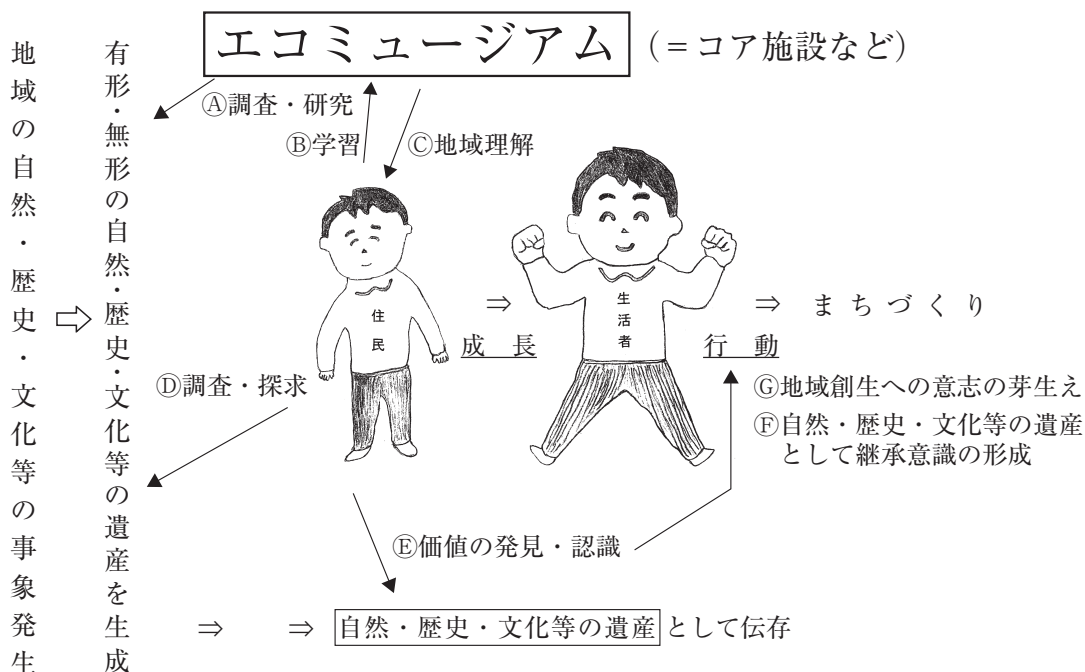 エコミュージアム (＝コア施設など)
地域の自然・歴史・文化等の事象発生
⇨
有形・無形の自然・歴史・文化等の遺産を生成
Ⓐ調査・研究
Ⓑ学習
Ⓒ地域理解
住民
⇒
成長
生活者
⇒
行動
まちづくり
Ⓓ調査・探求
Ⓖ地域創生への意志の芽生え
Ⓕ自然・歴史・文化等の遺産
として継承意識の形成
Ⓔ価値の発見・認識
⇒ ⇒ 自然・歴史・文化等の遺産 として伝存